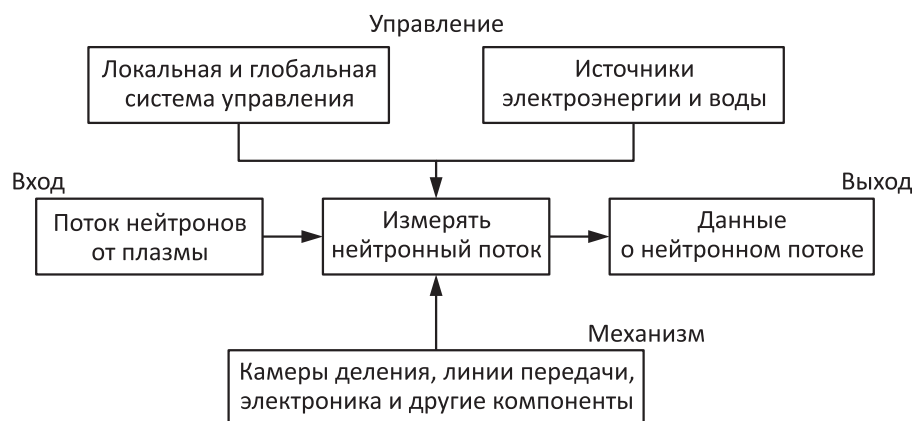 Управление
Локальная и глобальная
система управления
Источники
электроэнергии и воды
Вход
Выход
Поток нейтронов
от плазмы
Измерять
нейтронный поток
Данные
о нейтронном потоке
Механизм
Камеры деления, линии передачи,
электроника и другие компоненты